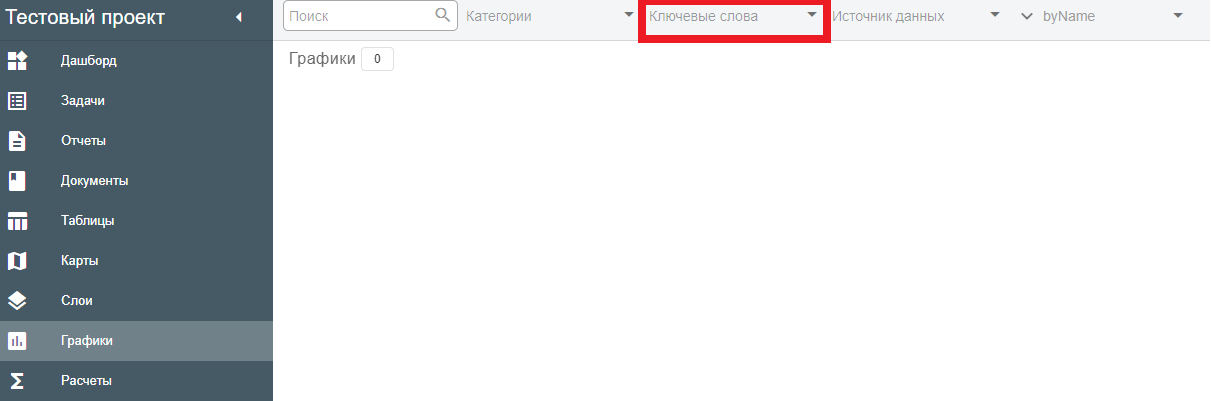 Тестовый проект
Поиск Категории Ключевые слова Источник данных byName
Графики 0
Дашборд
Задачи
Отчеты
Документы
Таблицы
Карты
Слои
Графики
Расчеты